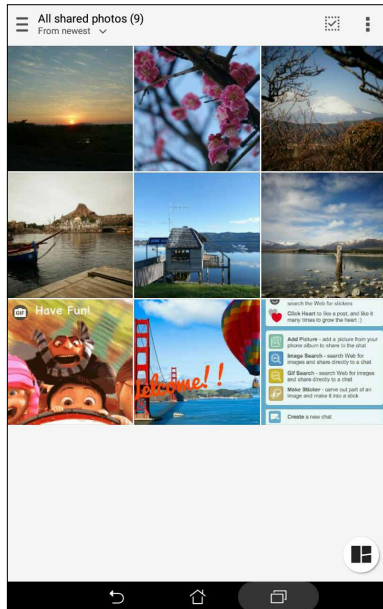 All shared photos (9)
From newest
GIF
Have Fun!
Welcome!!
search the Web for stickers
Click Heart to like a post, and like it
many times to grow the heart :)
Add Picture - add a picture from your
phone album to share to the chat
Image Search - search Web for
images and share directly to a chat
Gif Search - search Web for images
and share directly to a chat
Make Sticker - carve out part of an
image and make it into a stick
Create a new chat